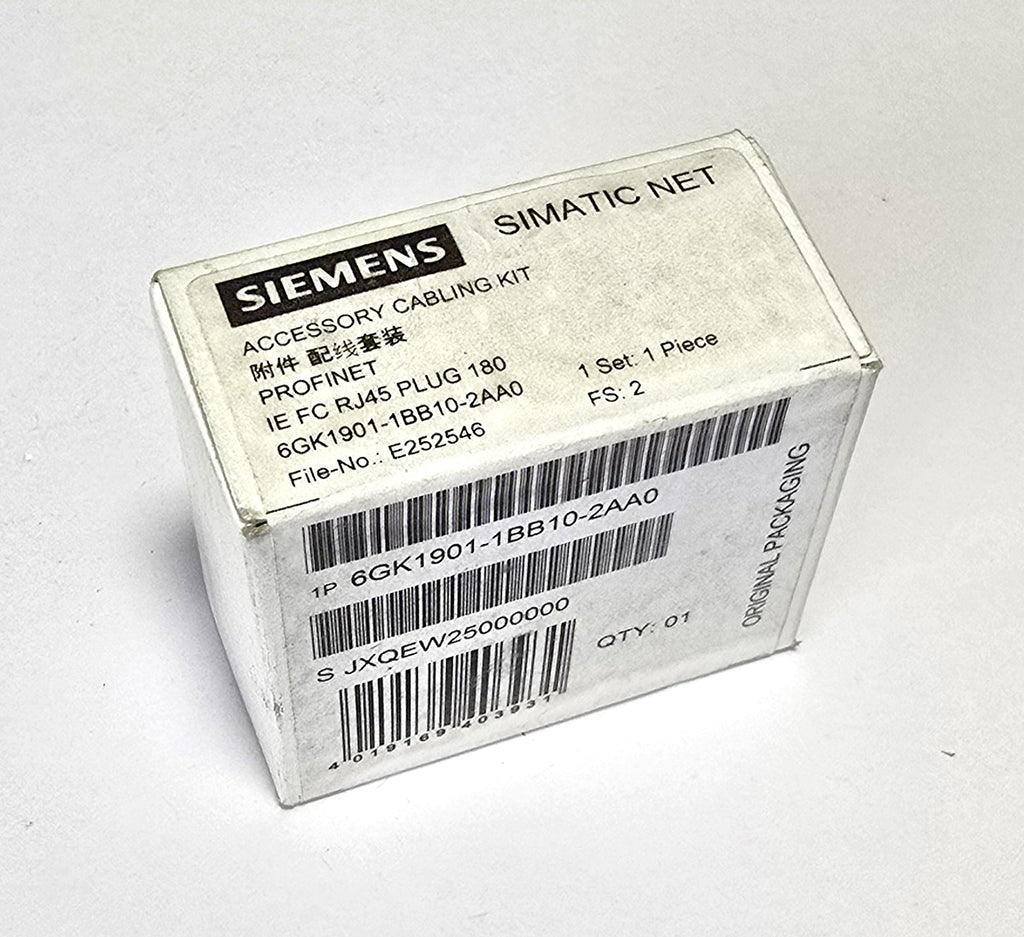 SIEMENS SIMATIC NET
ACCESSORY CABLING KIT
附件 配线套装
PROFINET
IE FC RJ45 PLUG 180
6GK1901-1BB10-2AA0 1 Set: 1 Piece
File-No.: E252546 FS: 2
1P 6GK1901-1BB10-2AA0
S JXQEW25000000
QTY: 01
4 019169 403931
ORIGINAL PACKAGING